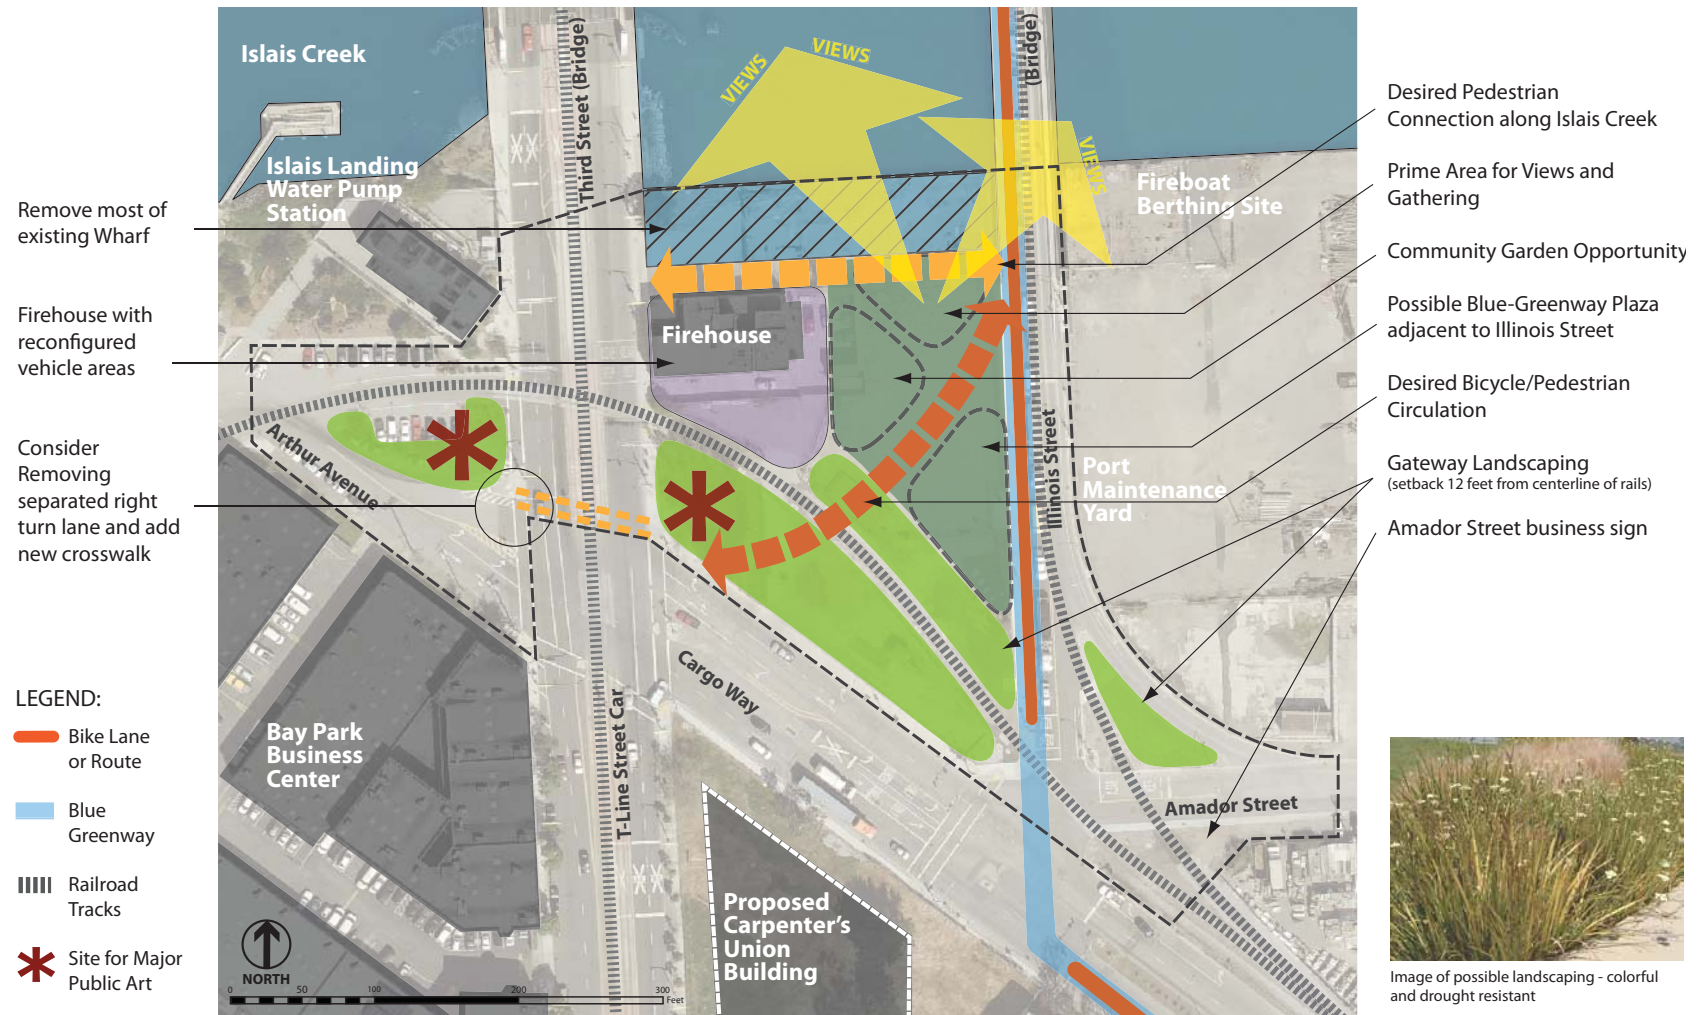 Islais Creek
Islais Landing
Water Pump
Station
Third Street (Bridge)
VIEWS
VIEWS
VIEWS
(Bridge)
Fireboat
Berthing Site
Remove most of
existing Wharf
Firehouse with
reconfigured
vehicle areas
Consider
Removing
separated right
turn lane and add
new crosswalk
Firehouse
Arthur Avenue
Illinois Street
Port
Maintenance
Yard
Cargo Way
T-Line Street Car
Bay Park
Business
Center
Amador Street
Proposed
Carpenter's
Union
Building
Desired Pedestrian
Connection along Islais Creek
Prime Area for Views and
Gathering
Community Garden Opportunity
Possible Blue-Greenway Plaza
adjacent to Illinois Street
Desired Bicycle/Pedestrian
Circulation
Gateway Landscaping
(setback 12 feet from centerline of rails)
Amador Street business sign
LEGEND:
Bike Lane
or Route
Blue
Greenway
Railroad
Tracks
Site for Major
Public Art
NORTH
0 50 100 200 300
Feet
Image of possible landscaping - colorful
and drought resistant